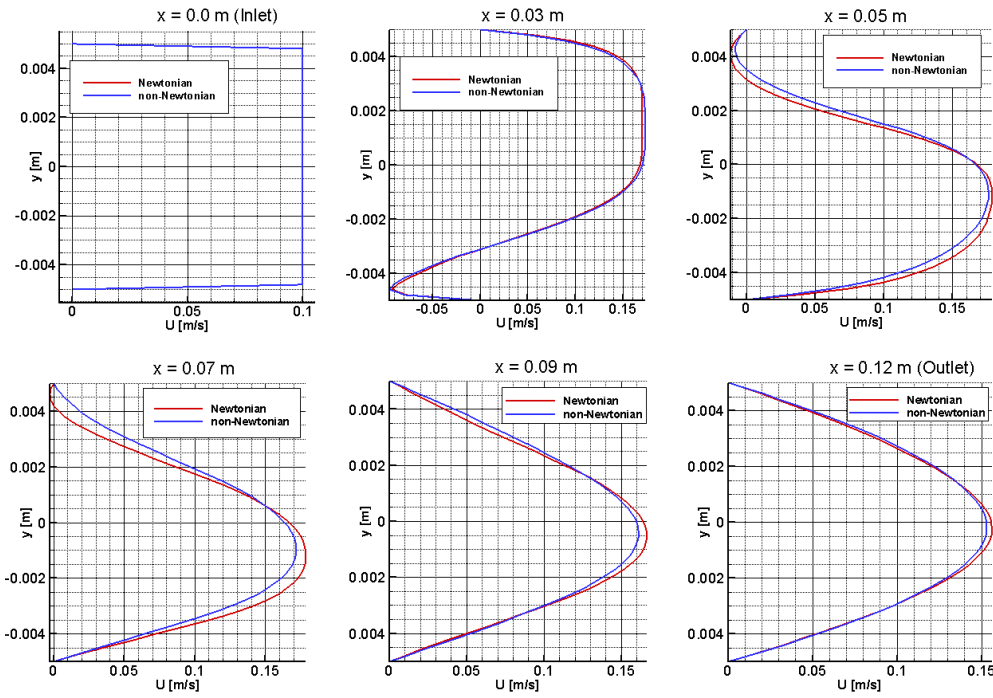 x = 0.0 m (Inlet)
0.004
0.002
0
-0.002
-0.004
y [m]
Newtonian
non-Newtonian
0
0.05
0.1
U [m/s]
x = 0.03 m
0.004
0.002
0
-0.002
-0.004
y [m]
Newtonian
non-Newtonian
-0.05
0
0.05
0.1
0.15
U [m/s]
x = 0.05 m
0.004
0.002
0
-0.002
-0.004
y [m]
Newtonian
non-Newtonian
0
0.05
0.1
0.15
U [m/s]
x = 0.07 m
0.004
0.002
0
-0.002
-0.004
y [m]
Newtonian
non-Newtonian
0
0.05
0.1
0.15
U [m/s]
x = 0.09 m
0.004
0.002
0
0.002
0.004
y [m]
Newtonian
non-Newtonian
0
0.05
0.1
0.15
U [m/s]
x = 0.12 m (Outlet)
0.004
0.002
0
0.002
0.004
y [m]
Newtonian
non-Newtonian
0
0.05
0.1
0.15
U [m/s]